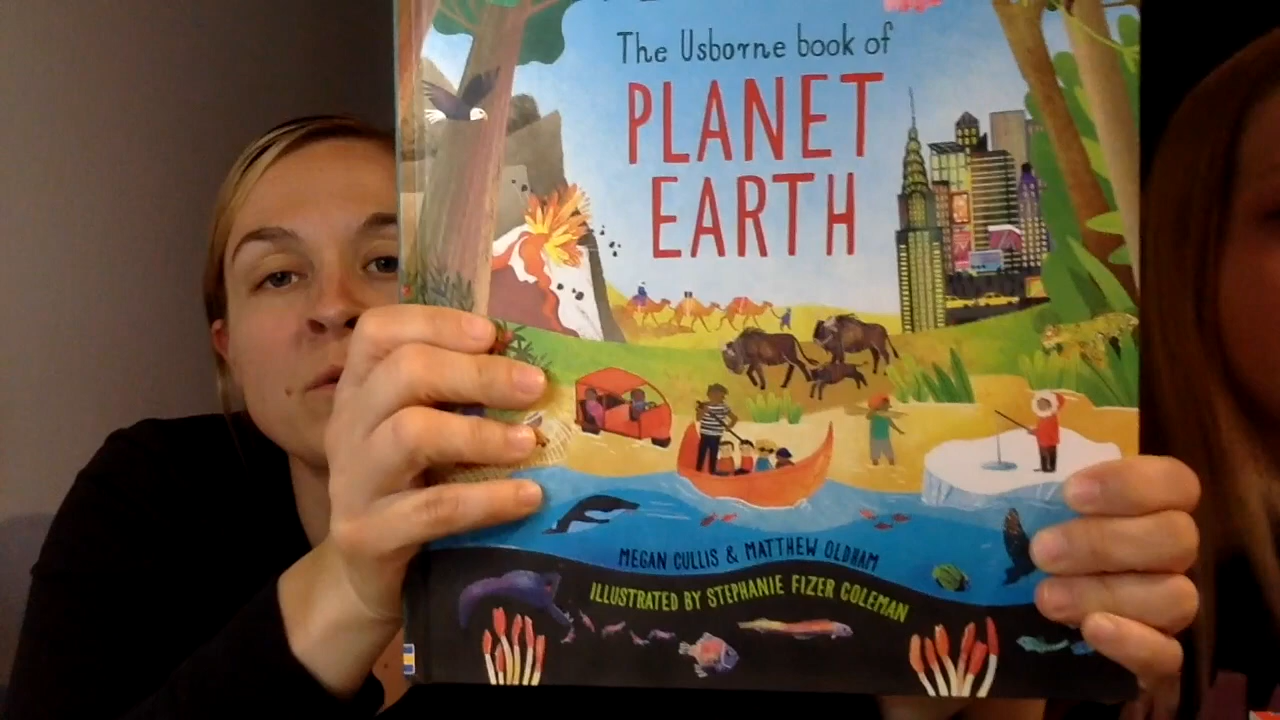 The Usborne book of
PLANET
EARTH
MEGAN CULLIS & MATTHEW OLDHAM
ILLUSTRATED BY STEPHANIE FIZER COLEMAN